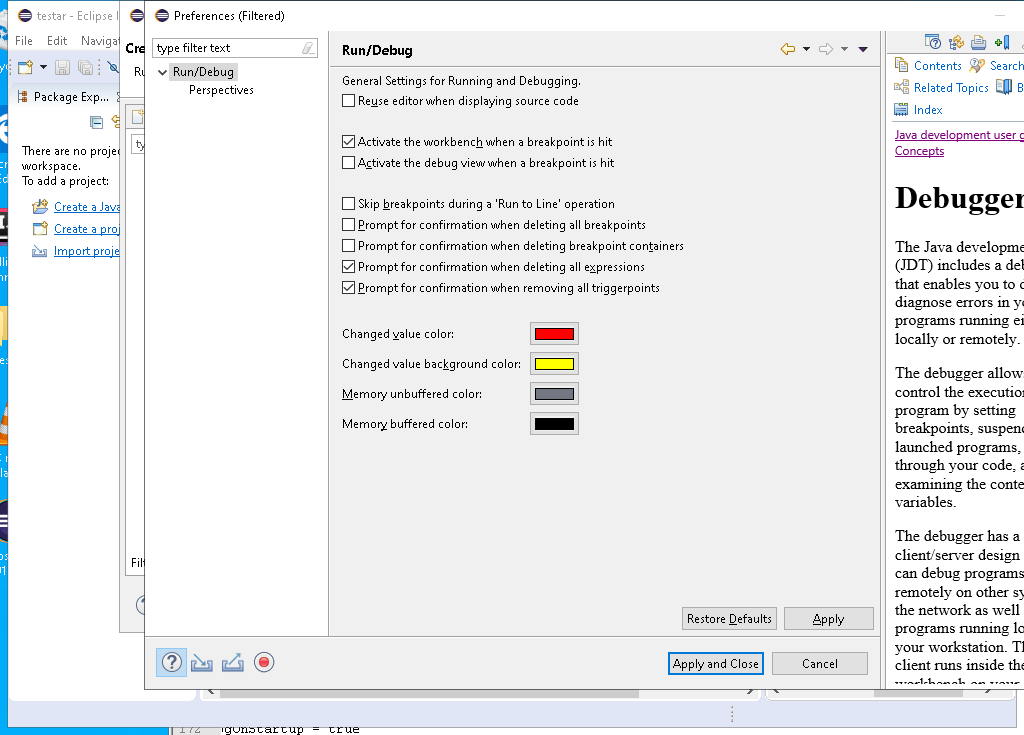 testar - Eclipse I
Preferences (Filtered)
File Edit Navigat
Cre
type filter text
Run/Debug
Ru
Contents
Search
Run/Debug
General Settings for Running and Debugging.
Package Exp...
Perspectives
Reuse editor when displaying source code
Related Topics
B
Index
Java development user g
Concepts
There are no projec
workspace.
To add a project:
Create a Java
Create a proj
Import proje
ty
Filt
Activate the workbench when a breakpoint is hit
Activate the debug view when a breakpoint is hit
Skip breakpoints during a 'Run to Line' operation
Prompt for confirmation when deleting all breakpoints
Prompt for confirmation when deleting breakpoint containers
Prompt for confirmation when deleting all expressions
Prompt for confirmation when removing all triggerpoints
Changed value color:
Changed value background color:
Memory unbuffered color:
Memory buffered color:
Restore Defaults
Apply
Apply and Close
Cancel
Debugger
The Java developme
(JDT) includes a deb
that enables you to d
diagnose errors in yo
programs running ei
locally or remotely.
The debugger allows
control the execution
program by setting
breakpoints, suspend
launched programs,
through your code, a
examining the conte
variables.
The debugger has a
client/server design
can debug programs
remotely on other sy
the network as well
programs running lo
your workstation. Th
client runs inside the
workbench on your
172
gOnStartup = true